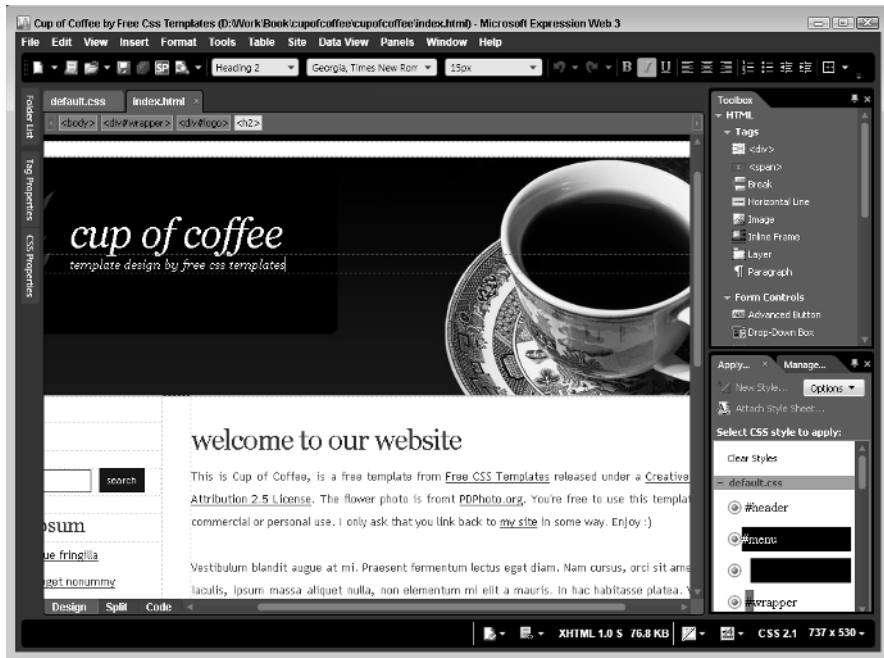 Cup of Coffee by Free Css Templates (D:\Work\Book\cupofcoffee\cupofcoffee\index.html) - Microsoft Expression Web 3
File Edit View Insert Format Tools Table Site Data View Panels Window Help
SP Heading 2 Georgia, Times New Rom 15px B I U
default.css index.html ×
<body> <div#wrapper> <div#logo> <h2>
Folder List
Tag Properties
CSS Properties
cup of coffee
template design by free css templates
welcome to our website
This is Cup of Coffee, is a free template from Free CSS Templates released under a Creative
Attribution 2.5 License. The flower photo is fromt PDPhoto.org. You're free to use this templat
commercial or personal use. I only ask that you link back to my site in some way. Enjoy :)
Vestibulum blandit augue at mi. Praesent fermentum lectus eget diam. Nam cursus, orci sit ame
iaculis, ipsum massa aliquet nulla, non elementum mi elit a mauris. In hac habitasse platea.
search
psum
ue fringilla
eget nonummy
Design Split Code
Toolbox
HTML
Tags
<div>
<span>
Break
Horizontal Line
Image
Inline Frame
Layer
Paragraph
Form Controls
Advanced Button
Drop-Down Box
Apply... × Manage...
New Style... Options
Attach Style Sheet...
Select CSS style to apply:
Clear Styles
default.css
#header
#menu
#wrapper
XHTML 1.0 S 76.8 KB CSS 2.1 737 x 530